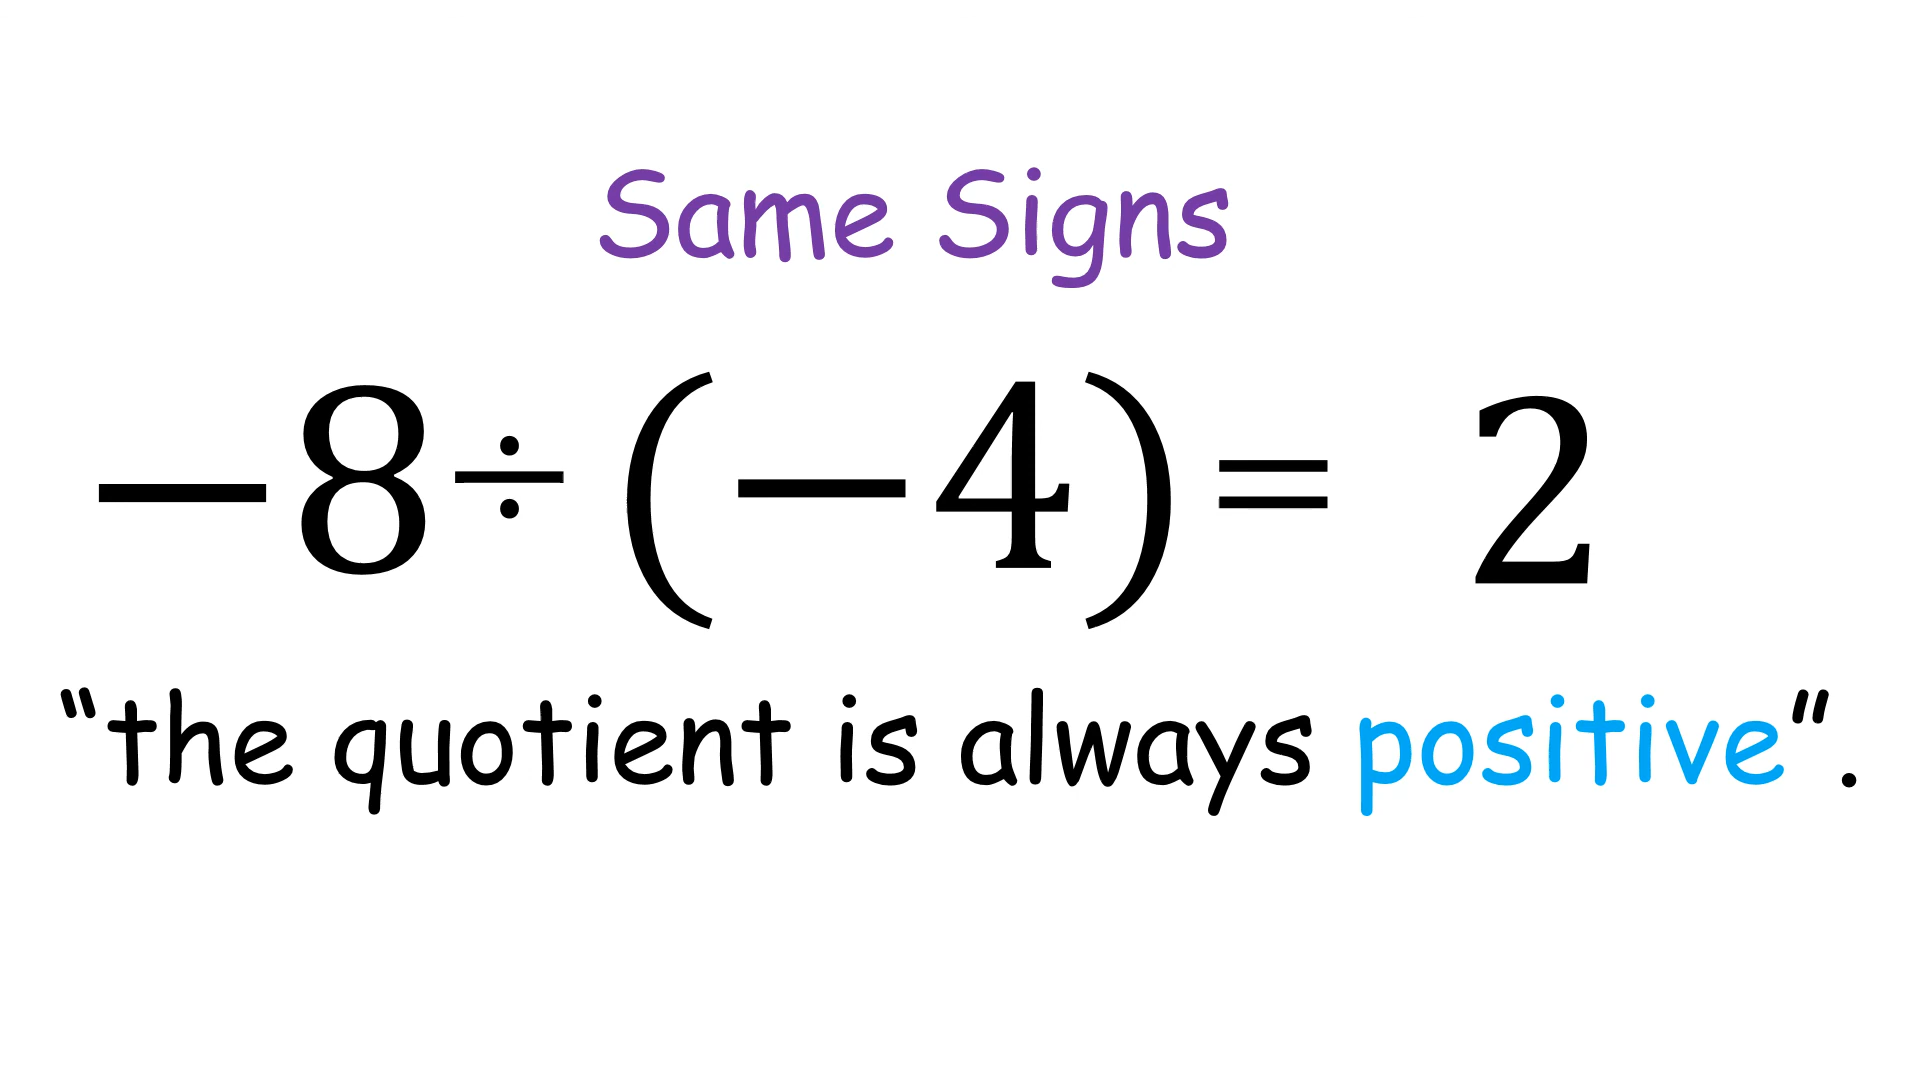 Same Signs
−8÷(−4)= 2
“the quotient is always positive”.